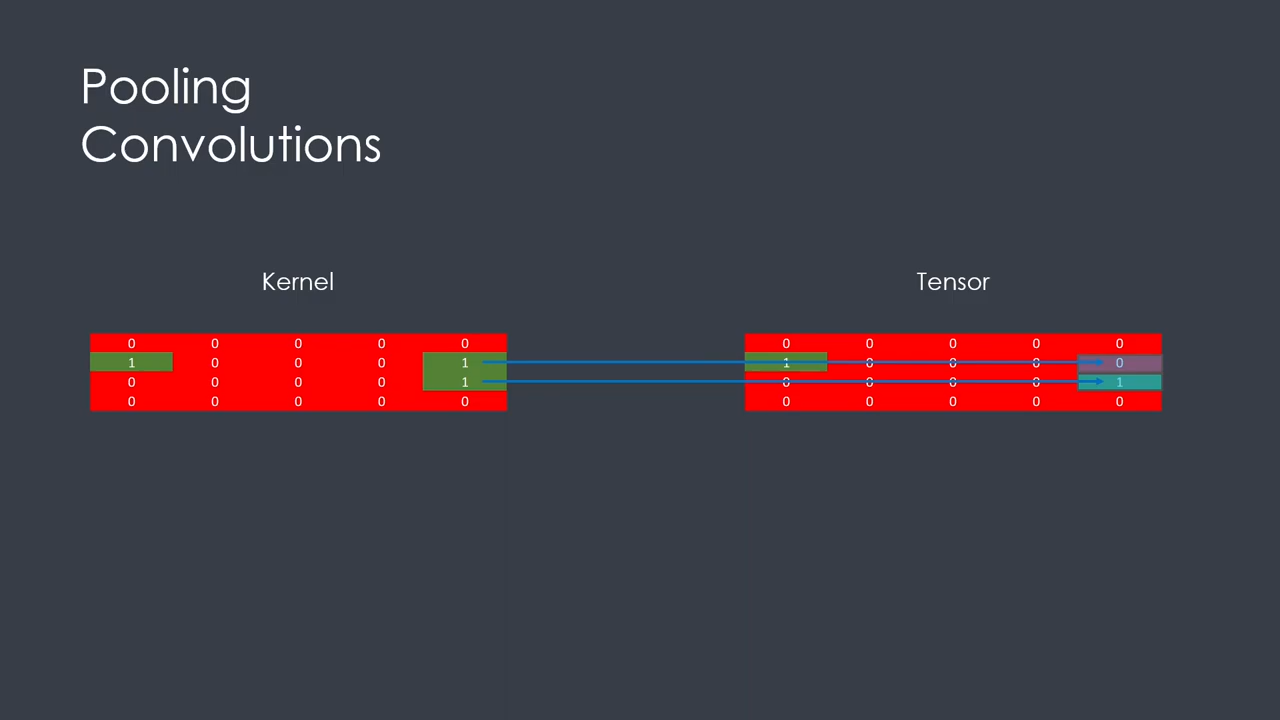 Pooling
Convolutions
Kernel
Tensor
0 0 0 0 0
1 0 0 0 1
0 0 0 0 1
0 0 0 0 0
0 0 0 0 0
1 0 0 0 0
0 0 0 0 1
0 0 0 0 0